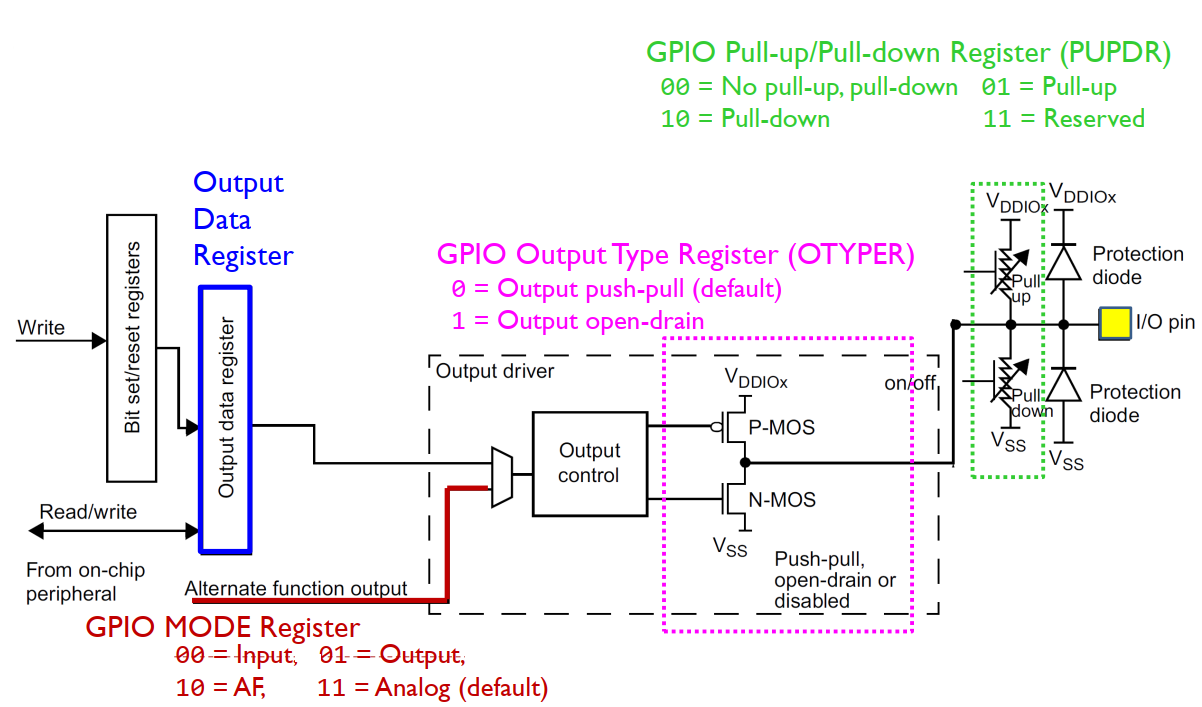 GPIO Pull-up/Pull-down Register (PUPDR)
00 = No pull-up, pull-down 01 = Pull-up
10 = Pull-down 11 = Reserved
Output
Data
Register
GPIO Output Type Register (OTYPER)
0 = Output push-pull (default)
1 = Output open-drain
VDDIOx
VDDIOx
Protection
diode
Pull
up
I/O pin
Write
Bit set/reset registers
Output data register
Output driver
VDDIOx
on/off
Pull
down
Protection
diode
P-MOS
Output
control
VSS
VSS
N-MOS
Read/write
VSS
Push-pull,
open-drain or
disabled
From on-chip
peripheral
Alternate function output
GPIO MODE Register
00 = Input, 01 = Output,
10 = AF, 11 = Analog (default)